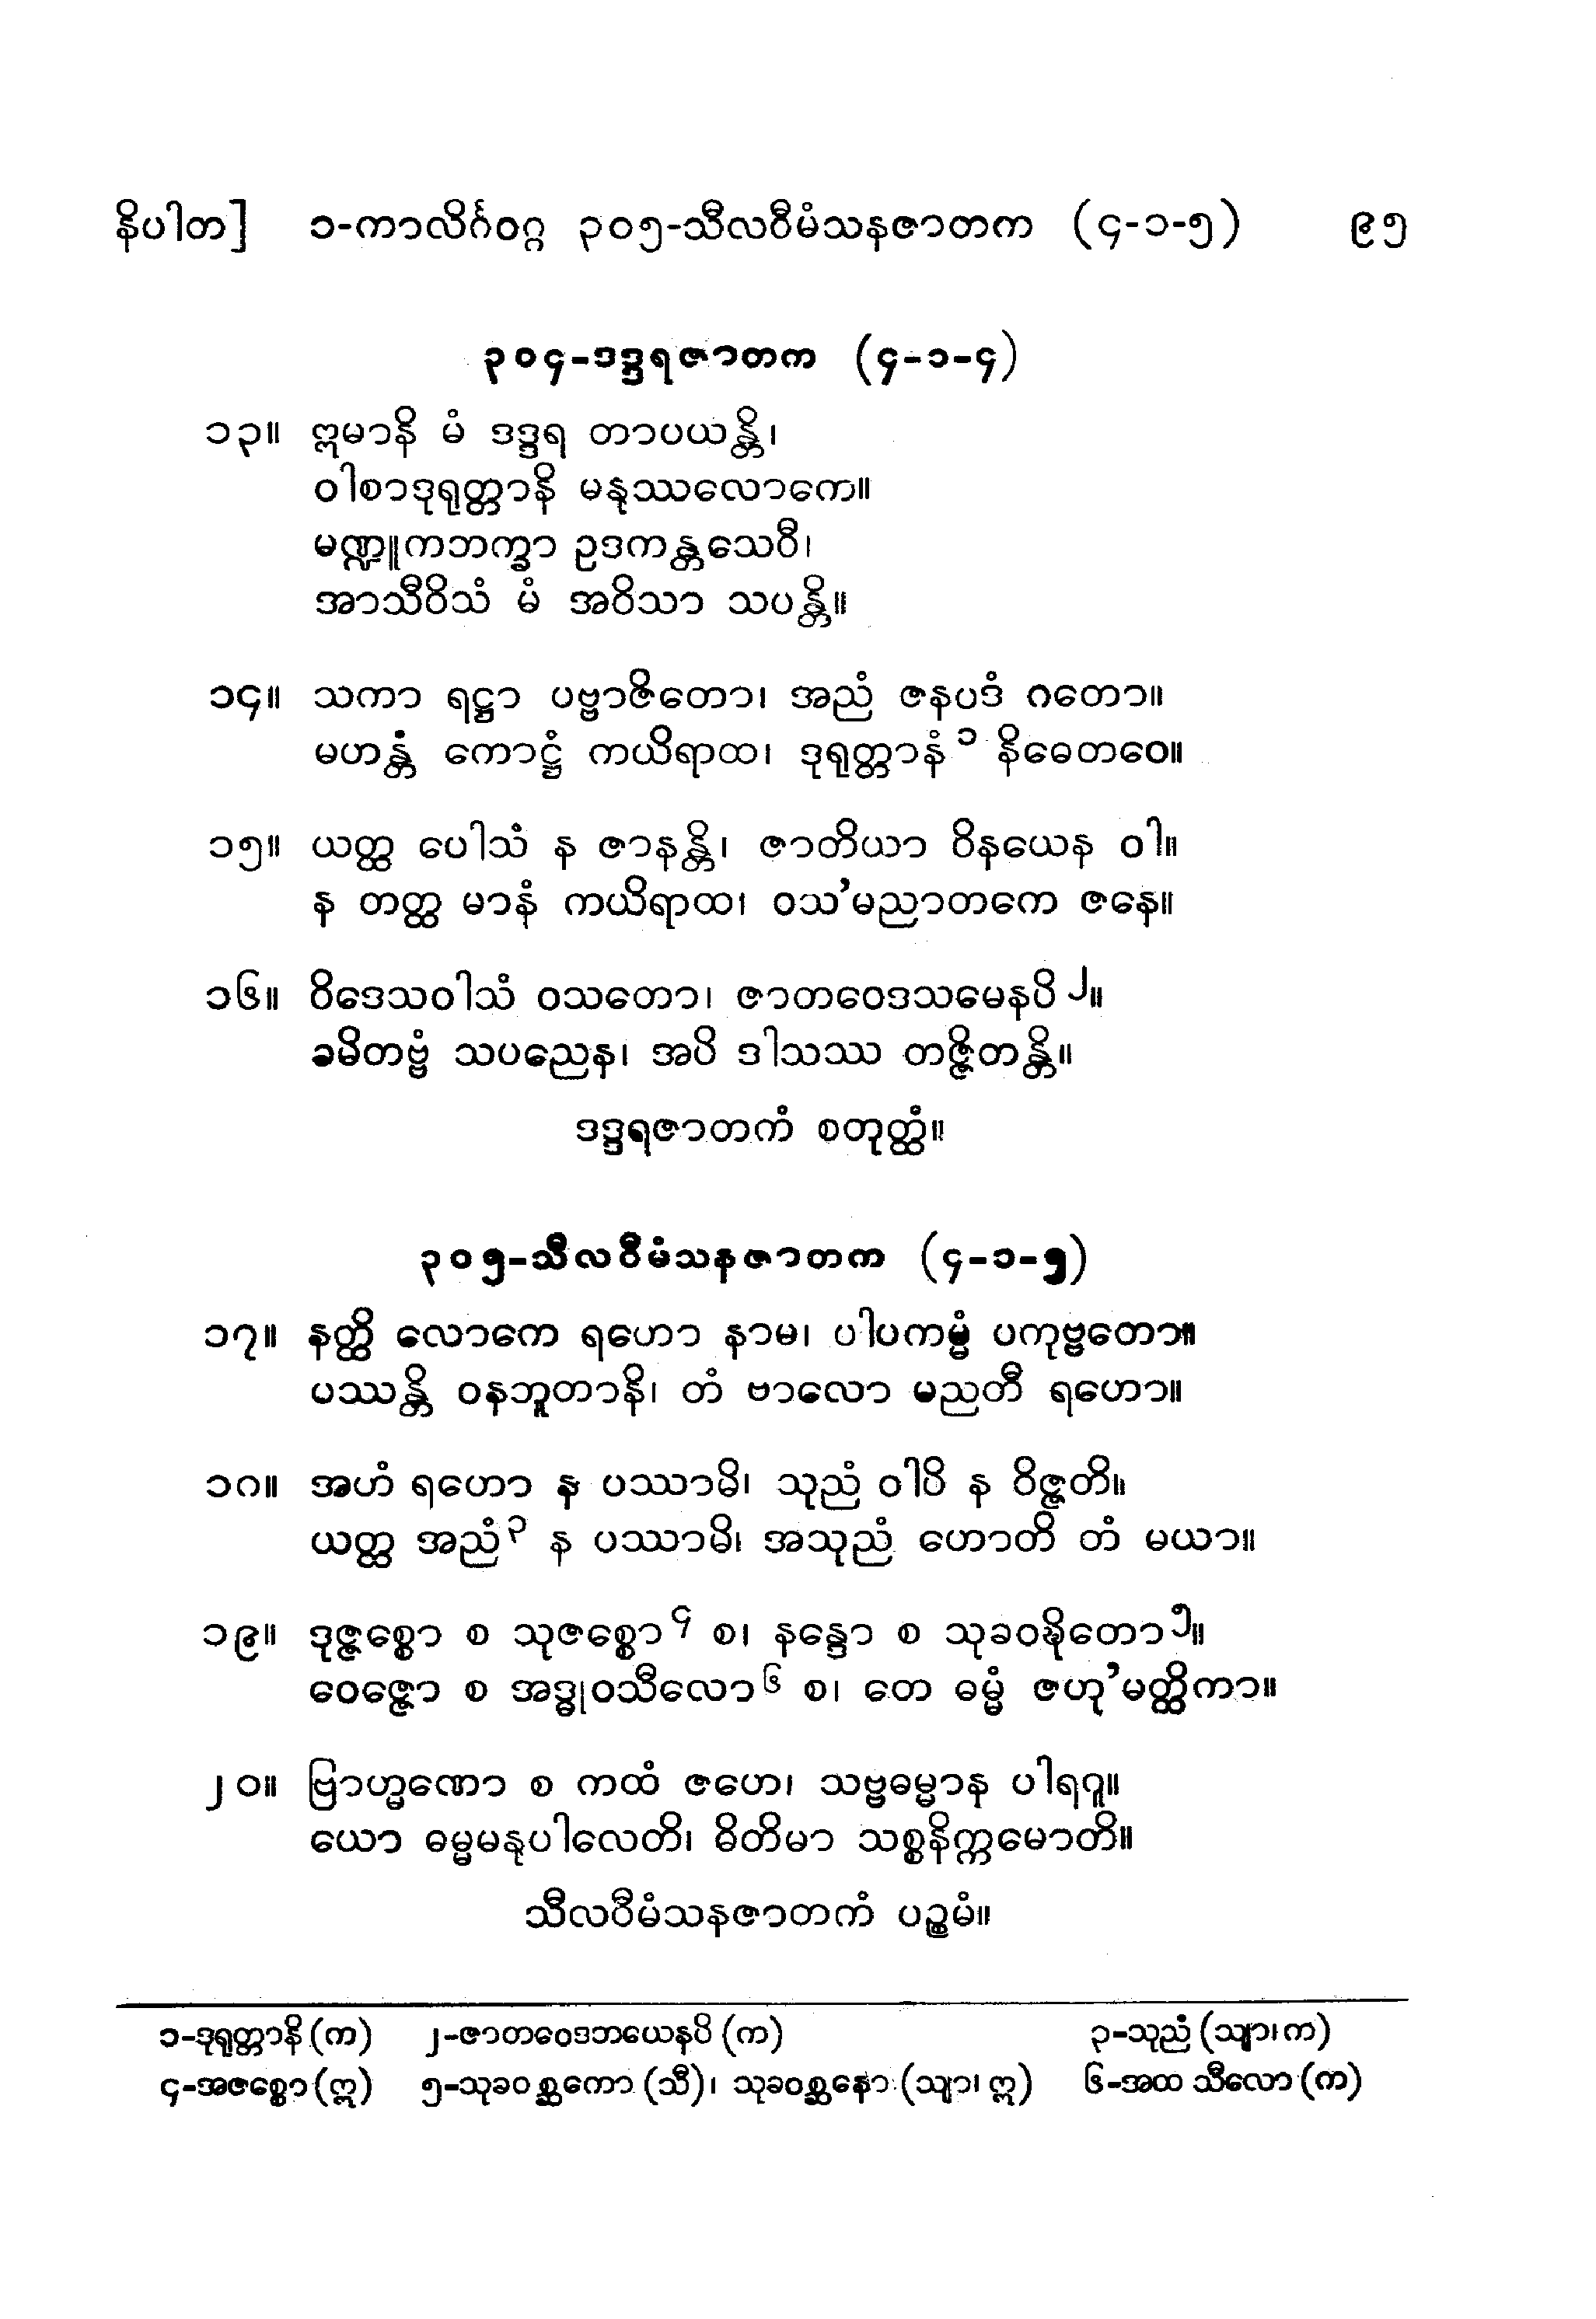 နိပါတ] ၁-ကာလိင်္ဂဝဂ္ဂ ၃၀၅-သီလဝီမံသနဇာတက (၄-၁-၅) ၉၅
၃၀၄-ဒဒ္ဒရဇာတက (၄-၁-၄)
၁၃။ ဣမာနိ မံ ဒဒ္ဒရ တာပယန္တိ၊
ဝါစာဒုရုတ္တာနိ မနုဿလောကေ။
မဏ္ဍူကဘက္ခာ ဥဒကန္တသေဝီ၊
အာသီဝိသံ မံ အဝိသာ သပန္တိ။
၁၄။ သကာ ရဋ္ဌာ ပဗ္ဗာဇိတော၊ အညံ ဇနပဒံ ဂတော။
မဟန္တံ ကောဋ္ဌံ ကယိရာထ၊ ဒုရုတ္တာနံ ၁ နိဓေတဝေ။
၁၅။ ယတ္ထ ပေါသံ န ဇာနန္တိ၊ ဇာတိယာ ဝိနယေန ဝါ။
န တတ္ထ မာနံ ကယိရာထ၊ ဝသ’မညာတကေ ဇနေ။
၁၆။ ဝိဒေသဝါသံ ဝသတော၊ ဇာတဝေဒသမေနပိ ၂။
ခမိတဗ္ဗံ သပညေန၊ အပိ ဒါသဿ တဇ္ဇိတန္တိ။
ဒဒ္ဒရဇာတကံ စတုတ္ထံ။
၃၀၅-သီလဝီမံသနဇာတက (၄-၁-၅)
၁၇။ နတ္ထိ လောကေ ရဟော နာမ၊ ပါပကမ္မံ ပကုဗ္ဗတော။
ပဿန္တိ ဝနဘူတာနိ၊ တံ ဗာလော မညတီ ရဟော။
၁၈။ အဟံ ရဟော န ပဿာမိ၊ သုညံ ဝါပိ န ဝိဇ္ဇတိ။
ယတ္ထ အညံ ၃ န ပဿာမိ၊ အသုညံ ဟောတိ တံ မယာ။
၁၉။ ဒုဇ္ဇစ္စော စ သုဇစ္စော ၄ စ၊ နန္ဒော စ သုခဝဍ္ဎိတော ၅။
ဝေဇ္ဇော စ အဒ္ဓုဝသီလော ၆ စ၊ တေ ဓမ္မံ ဇဟု’မတ္ထိကာ။
၂၀။ ဗြာဟ္မဏော စ ကထံ ဇဟေ၊ သဗ္ဗဓမ္မာန ပါရဂူ။
ယော ဓမ္မမနုပါလေတိ၊ ဓိတိမာ သစ္စနိက္ကမောတိ။
သီလဝီမံသနဇာတကံ ပဉ္စမံ။
၁-ဒုရုတ္တာနိ (က) ၂-ဇာတဝေဒဘယေနပိ (က) ၃-သုညံ (သျာ၊ က)
၄-အဇစ္စော (ဣ) ၅-သုခဝစ္ဆကော (သီ)၊ သုခဝစ္ဆနော (သျာ၊ ဣ) ၆-အထ သီလော (က)